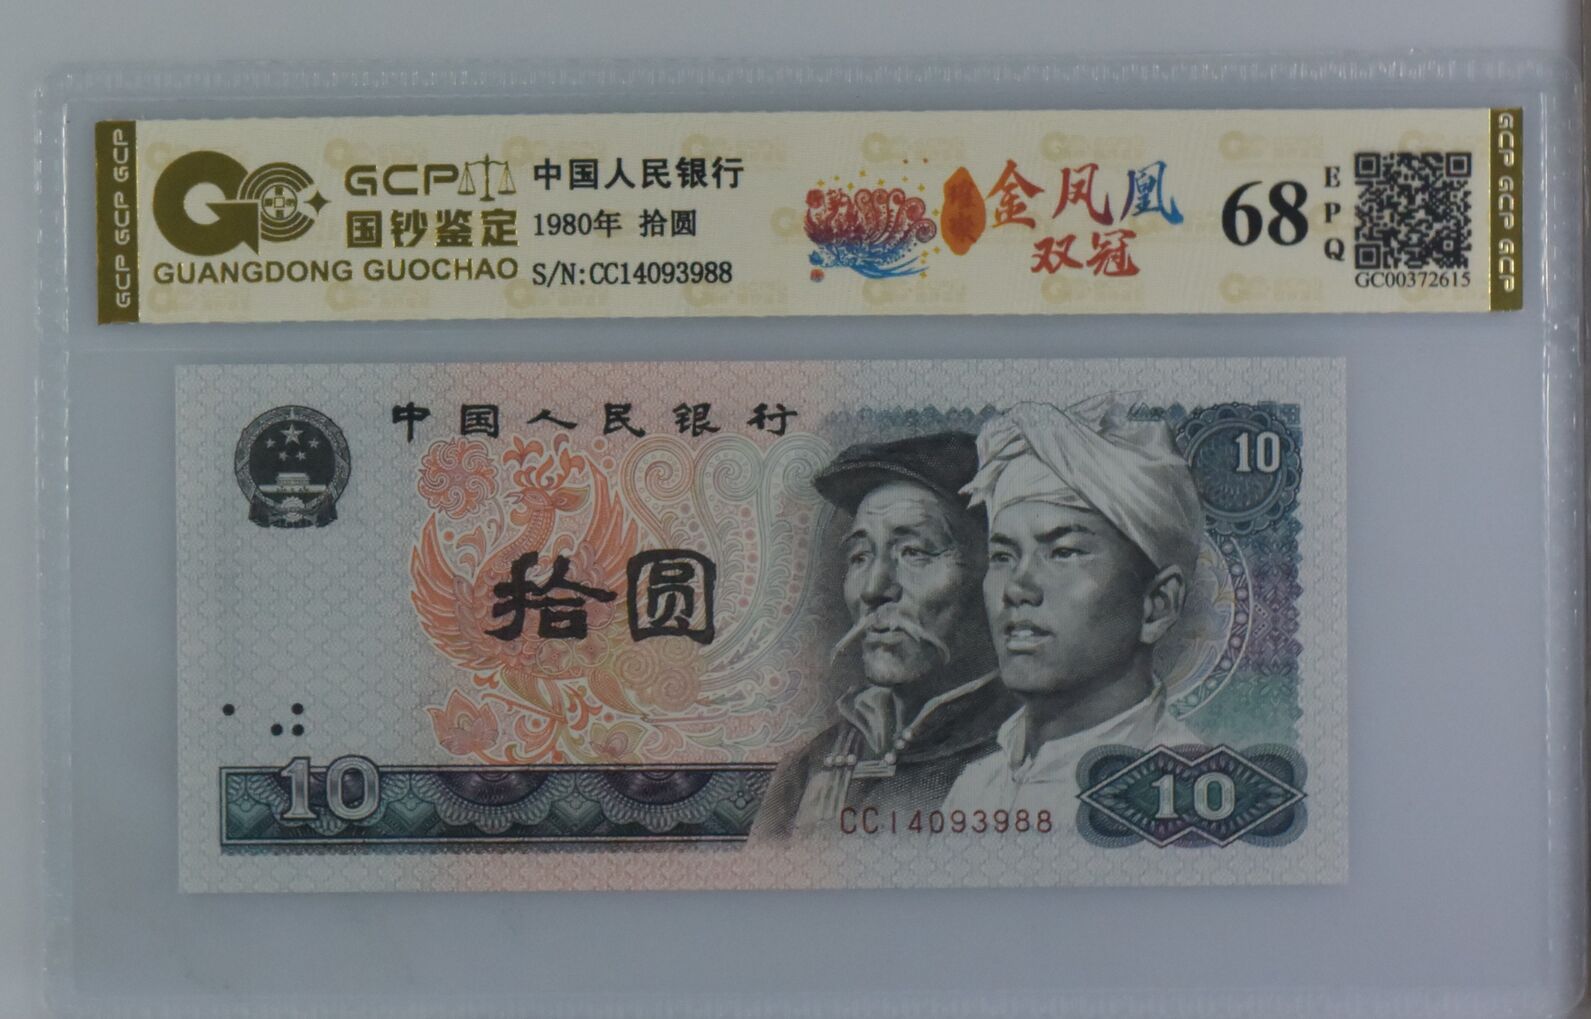 GCP GCP GCP
GCP
国钞鉴定
GUANGDONG GUOCHAO
中国人民银行
1980年 拾圆
S/N:CC14093988
金凤凰
双冠
68
EPQ
GC00372615
GCP GCP GCP
中国人民银行
10
拾圆
10
CC14093988
10